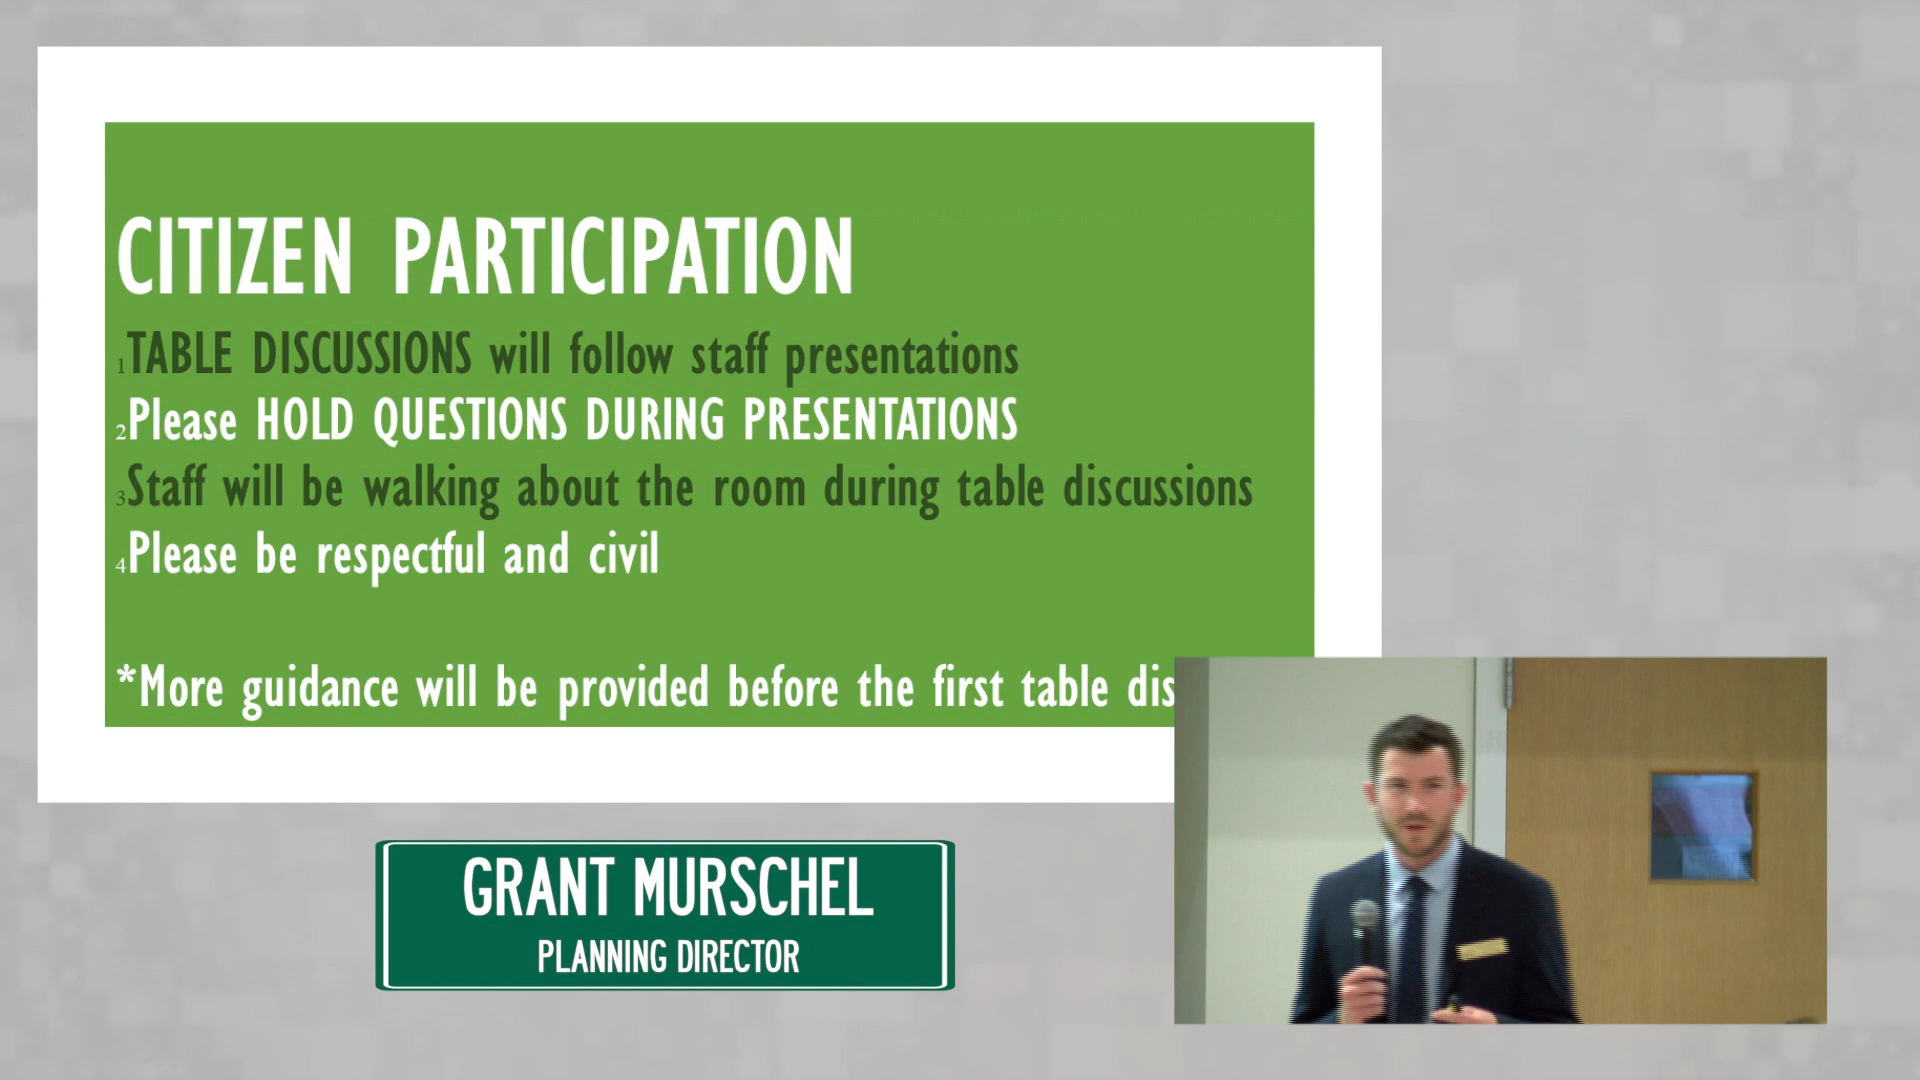 CITIZEN PARTICIPATION
1TABLE DISCUSSIONS will follow staff presentations
2Please HOLD QUESTIONS DURING PRESENTATIONS
3Staff will be walking about the room during table discussions
4Please be respectful and civil
*More guidance will be provided before the first table dis
GRANT MURSCHEL
PLANNING DIRECTOR